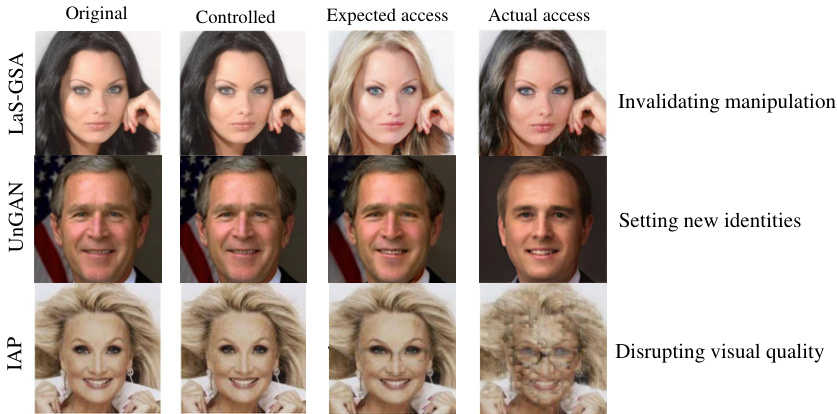 Original
Controlled
Expected access
Actual access
LaS-GSA
Invalidating manipulation
UnGAN
Setting new identities
IAP
Disrupting visual quality